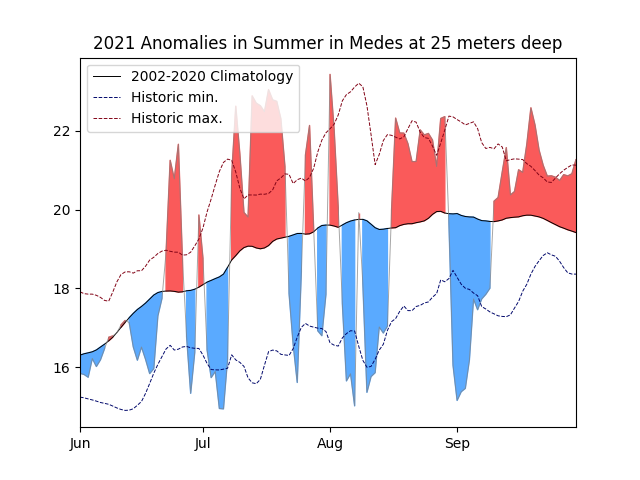 2021 Anomalies in Summer in Medes at 25 meters deep
2002-2020 Climatology
Historic min.
Historic max.
22
20
18
16
Jun
Jul
Aug
Sep